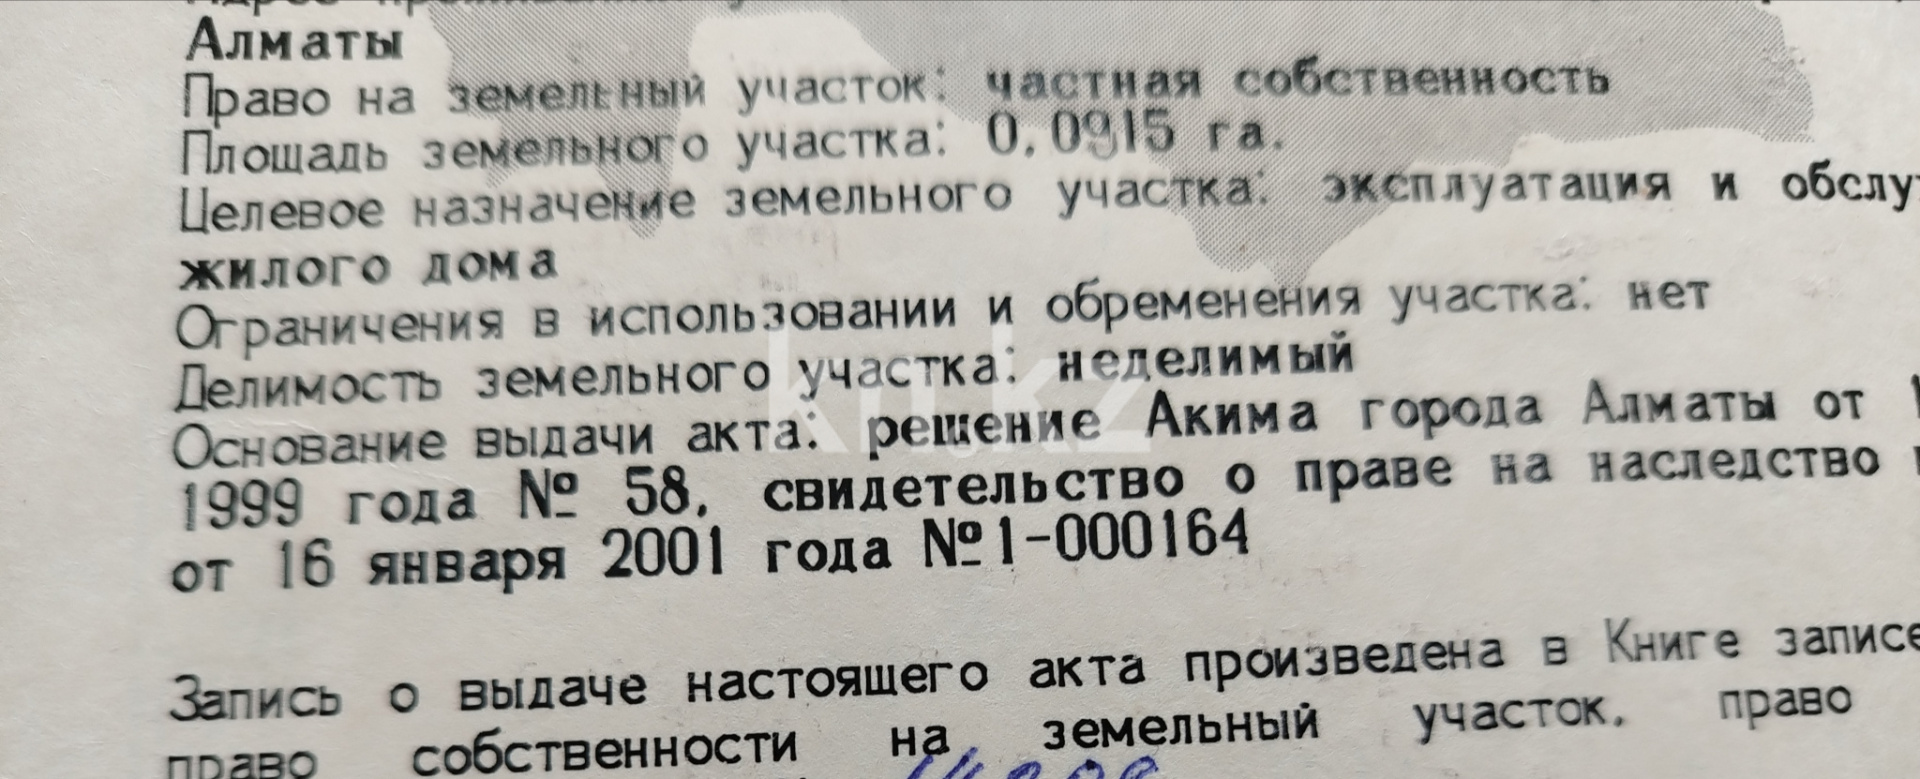 Алматы
Право на земельный участок: частная собственность
Площадь земельного участка: 0,0915 га.
Целевое назначение земельного участка: эксплуатация и обслу
жилого дома
Ограничения в использовании и обременения участка: нет
Делимость земельного участка: неделимый
Основание выдачи акта: решение Акима города Алматы от
1999 года № 58, свидетельство о праве на наследство
от 16 января 2001 года №1-000164
Запись о выдаче настоящего акта произведена в Книге записе
право собственности на земельный участок, право
kn.kz